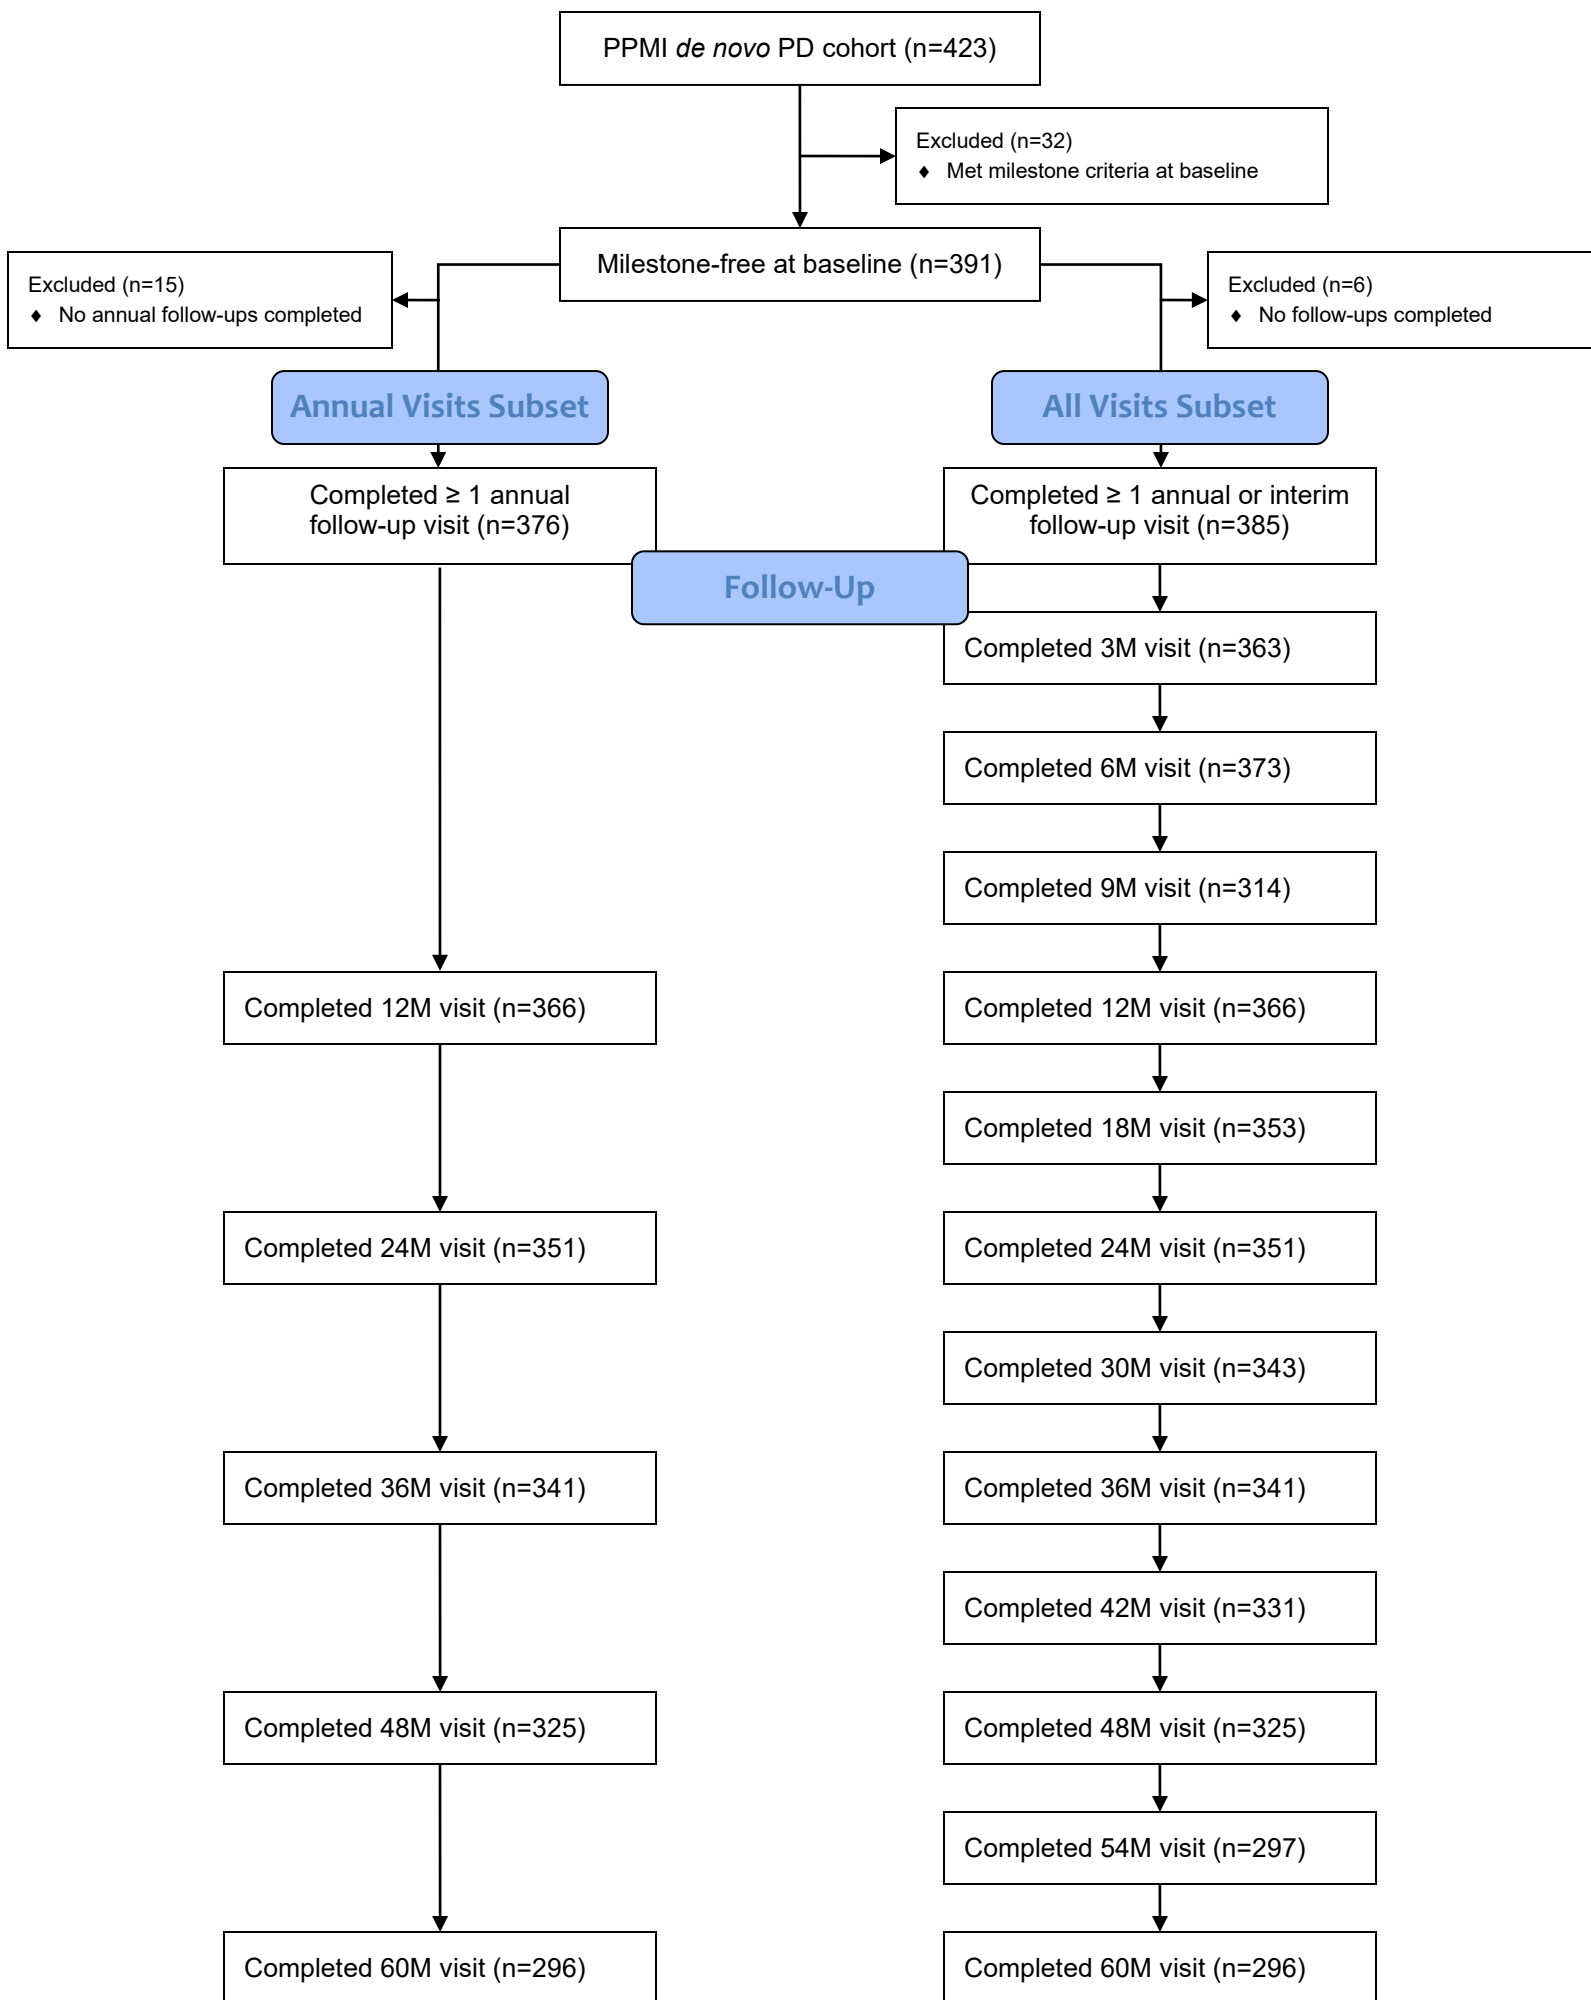 PPMI de novo PD cohort (n=423)
Excluded (n=32)
♦ Met milestone criteria at baseline
Milestone-free at baseline (n=391)
Excluded (n=15)
♦ No annual follow-ups completed
Excluded (n=6)
♦ No follow-ups completed
Annual Visits Subset
All Visits Subset
Completed ≥ 1 annual
follow-up visit (n=376)
Completed ≥ 1 annual or interim
follow-up visit (n=385)
Follow-Up
Completed 3M visit (n=363)
Completed 6M visit (n=373)
Completed 9M visit (n=314)
Completed 12M visit (n=366)
Completed 12M visit (n=366)
Completed 18M visit (n=353)
Completed 24M visit (n=351)
Completed 24M visit (n=351)
Completed 30M visit (n=343)
Completed 36M visit (n=341)
Completed 36M visit (n=341)
Completed 42M visit (n=331)
Completed 48M visit (n=325)
Completed 48M visit (n=325)
Completed 54M visit (n=297)
Completed 60M visit (n=296)
Completed 60M visit (n=296)